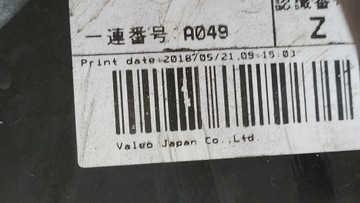 一連番号 A049
認識番
Z
Print date:2018/05/21,09:15:03
Valeo Japan Co.,Ltd.